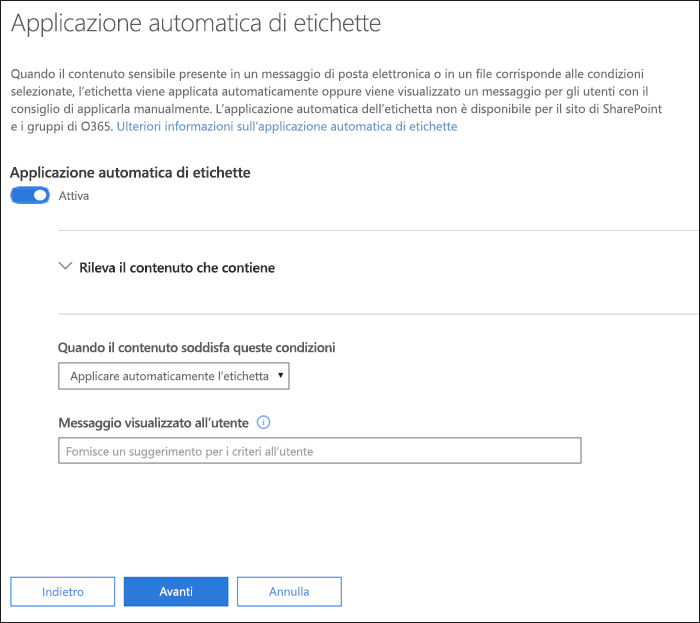 Applicazione automatica di etichette
Quando il contenuto sensibile presente in un messaggio di posta elettronica o in un file corrisponde alle condizioni
selezionate, l'etichetta viene applicata automaticamente oppure viene visualizzato un messaggio per gli utenti con il
consiglio di applicarla manualmente. L'applicazione automatica dell'etichetta non è disponibile per il sito di SharePoint
e i gruppi di O365. Ulteriori informazioni sull'applicazione automatica di etichette
Applicazione automatica di etichette
Attiva
Rileva il contenuto che contiene
Quando il contenuto soddisfa queste condizioni
Applicare automaticamente l'etichetta
Messaggio visualizzato all'utente
Fornisce un suggerimento per i criteri all'utente
Indietro Avanti Annulla